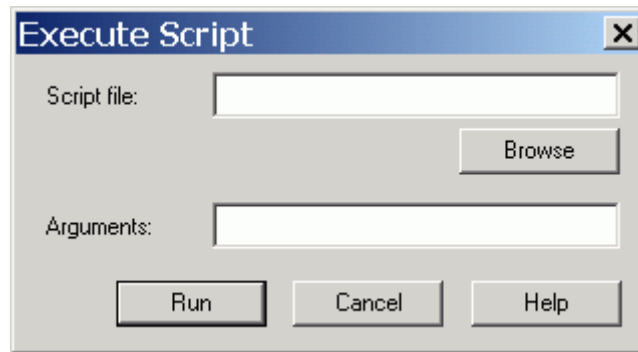 Execute Script
Script file:
Browse
Arguments:
Run Cancel Help